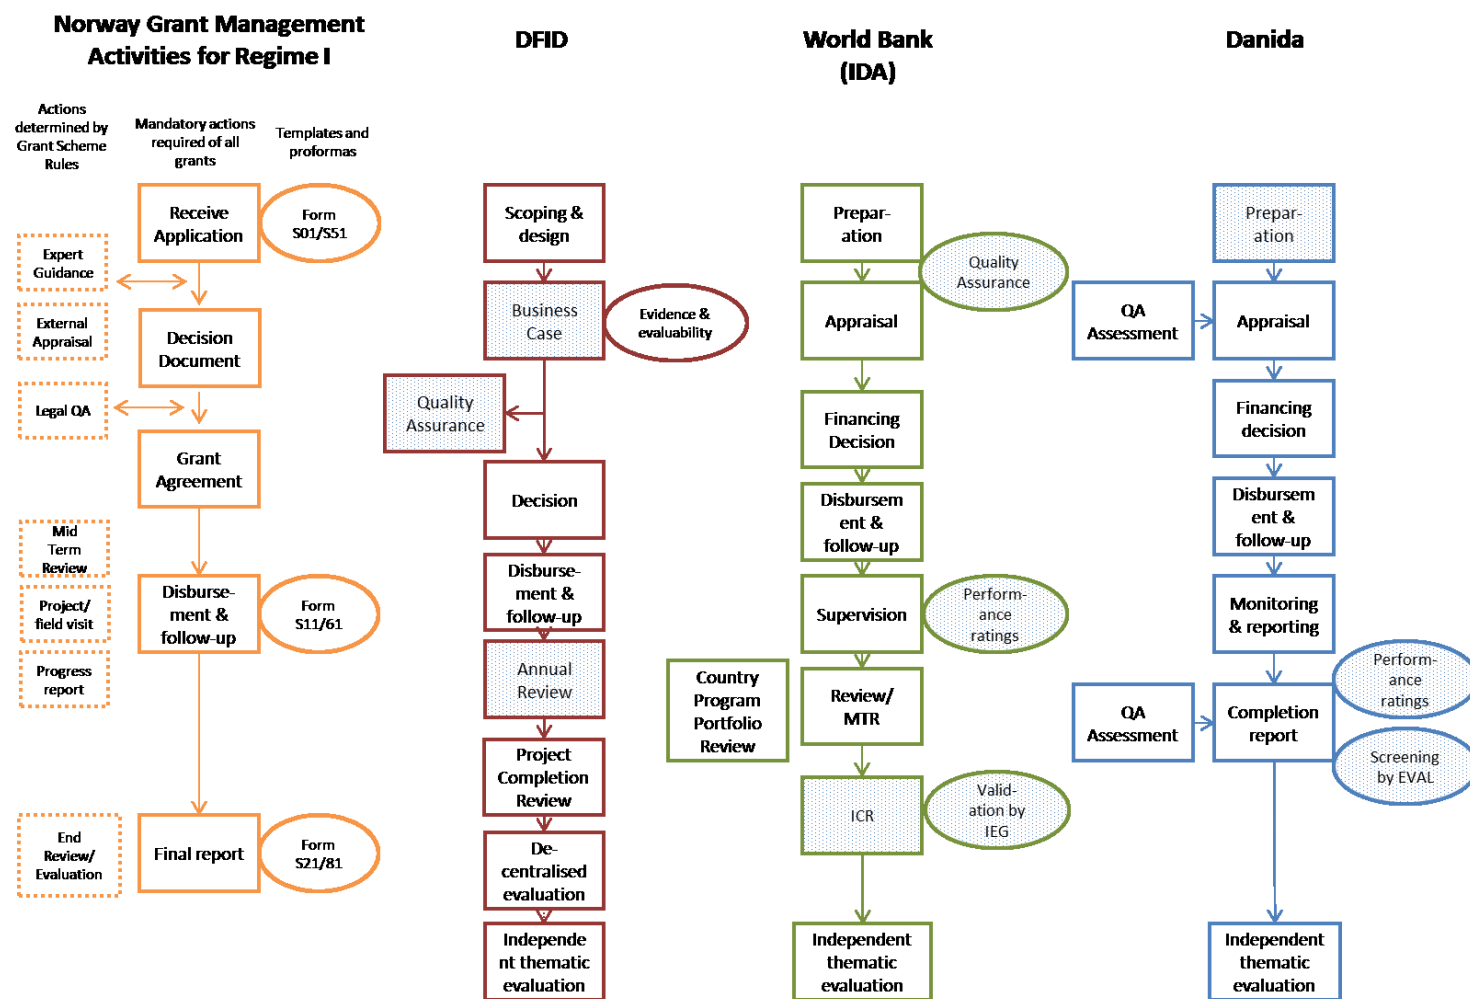 Norway Grant Management
Activities for Regime I
DFID
World Bank
(IDA)
Danida
Actions
determined by
Grant Scheme
Rules
Mandatory actions
required of all
grants
Templates and
proformas
Receive
Application
Form
S01/S51
Expert
Guidance
External
Appraisal
Decision
Document
Legal QA
Grant
Agreement
Mid
Term
Review
Project/
field visit
Progress
report
Disburse-
ment &
follow-up
Form
S11/61
End
Review/
Evaluation
Final report
Form
S21/81
Scoping &
design
Business
Case
Evidence &
evaluability
Quality
Assurance
Decision
Disburse-
ment &
follow-up
Annual
Review
Project
Completion
Review
De-
centralised
evaluation
Independe
nt thematic
evaluation
Prepar-
ation
Quality
Assurance
Appraisal
Financing
Decision
Disbursem
ent &
follow-up
Supervision
Perform-
ance
ratings
Country
Program
Portfolio
Review
Review/
MTR
ICR
Valid-
ation by
IEG
Independent
thematic
evaluation
Prepar-
ation
QA
Assessment
Appraisal
Financing
decision
Disbursem
ent &
follow-up
Monitoring
& reporting
Perform-
ance
ratings
QA
Assessment
Completion
report
Screening
by EVAL
Independent
thematic
evaluation